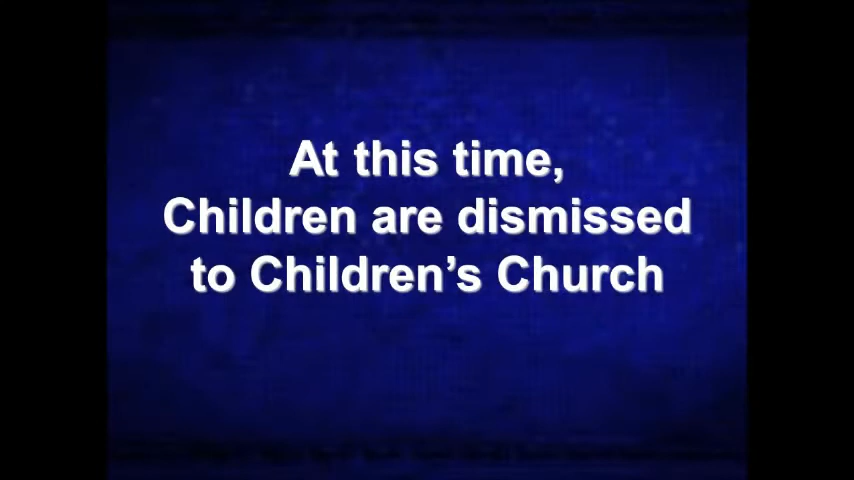 At this time,
Children are dismissed
to Children’s Church